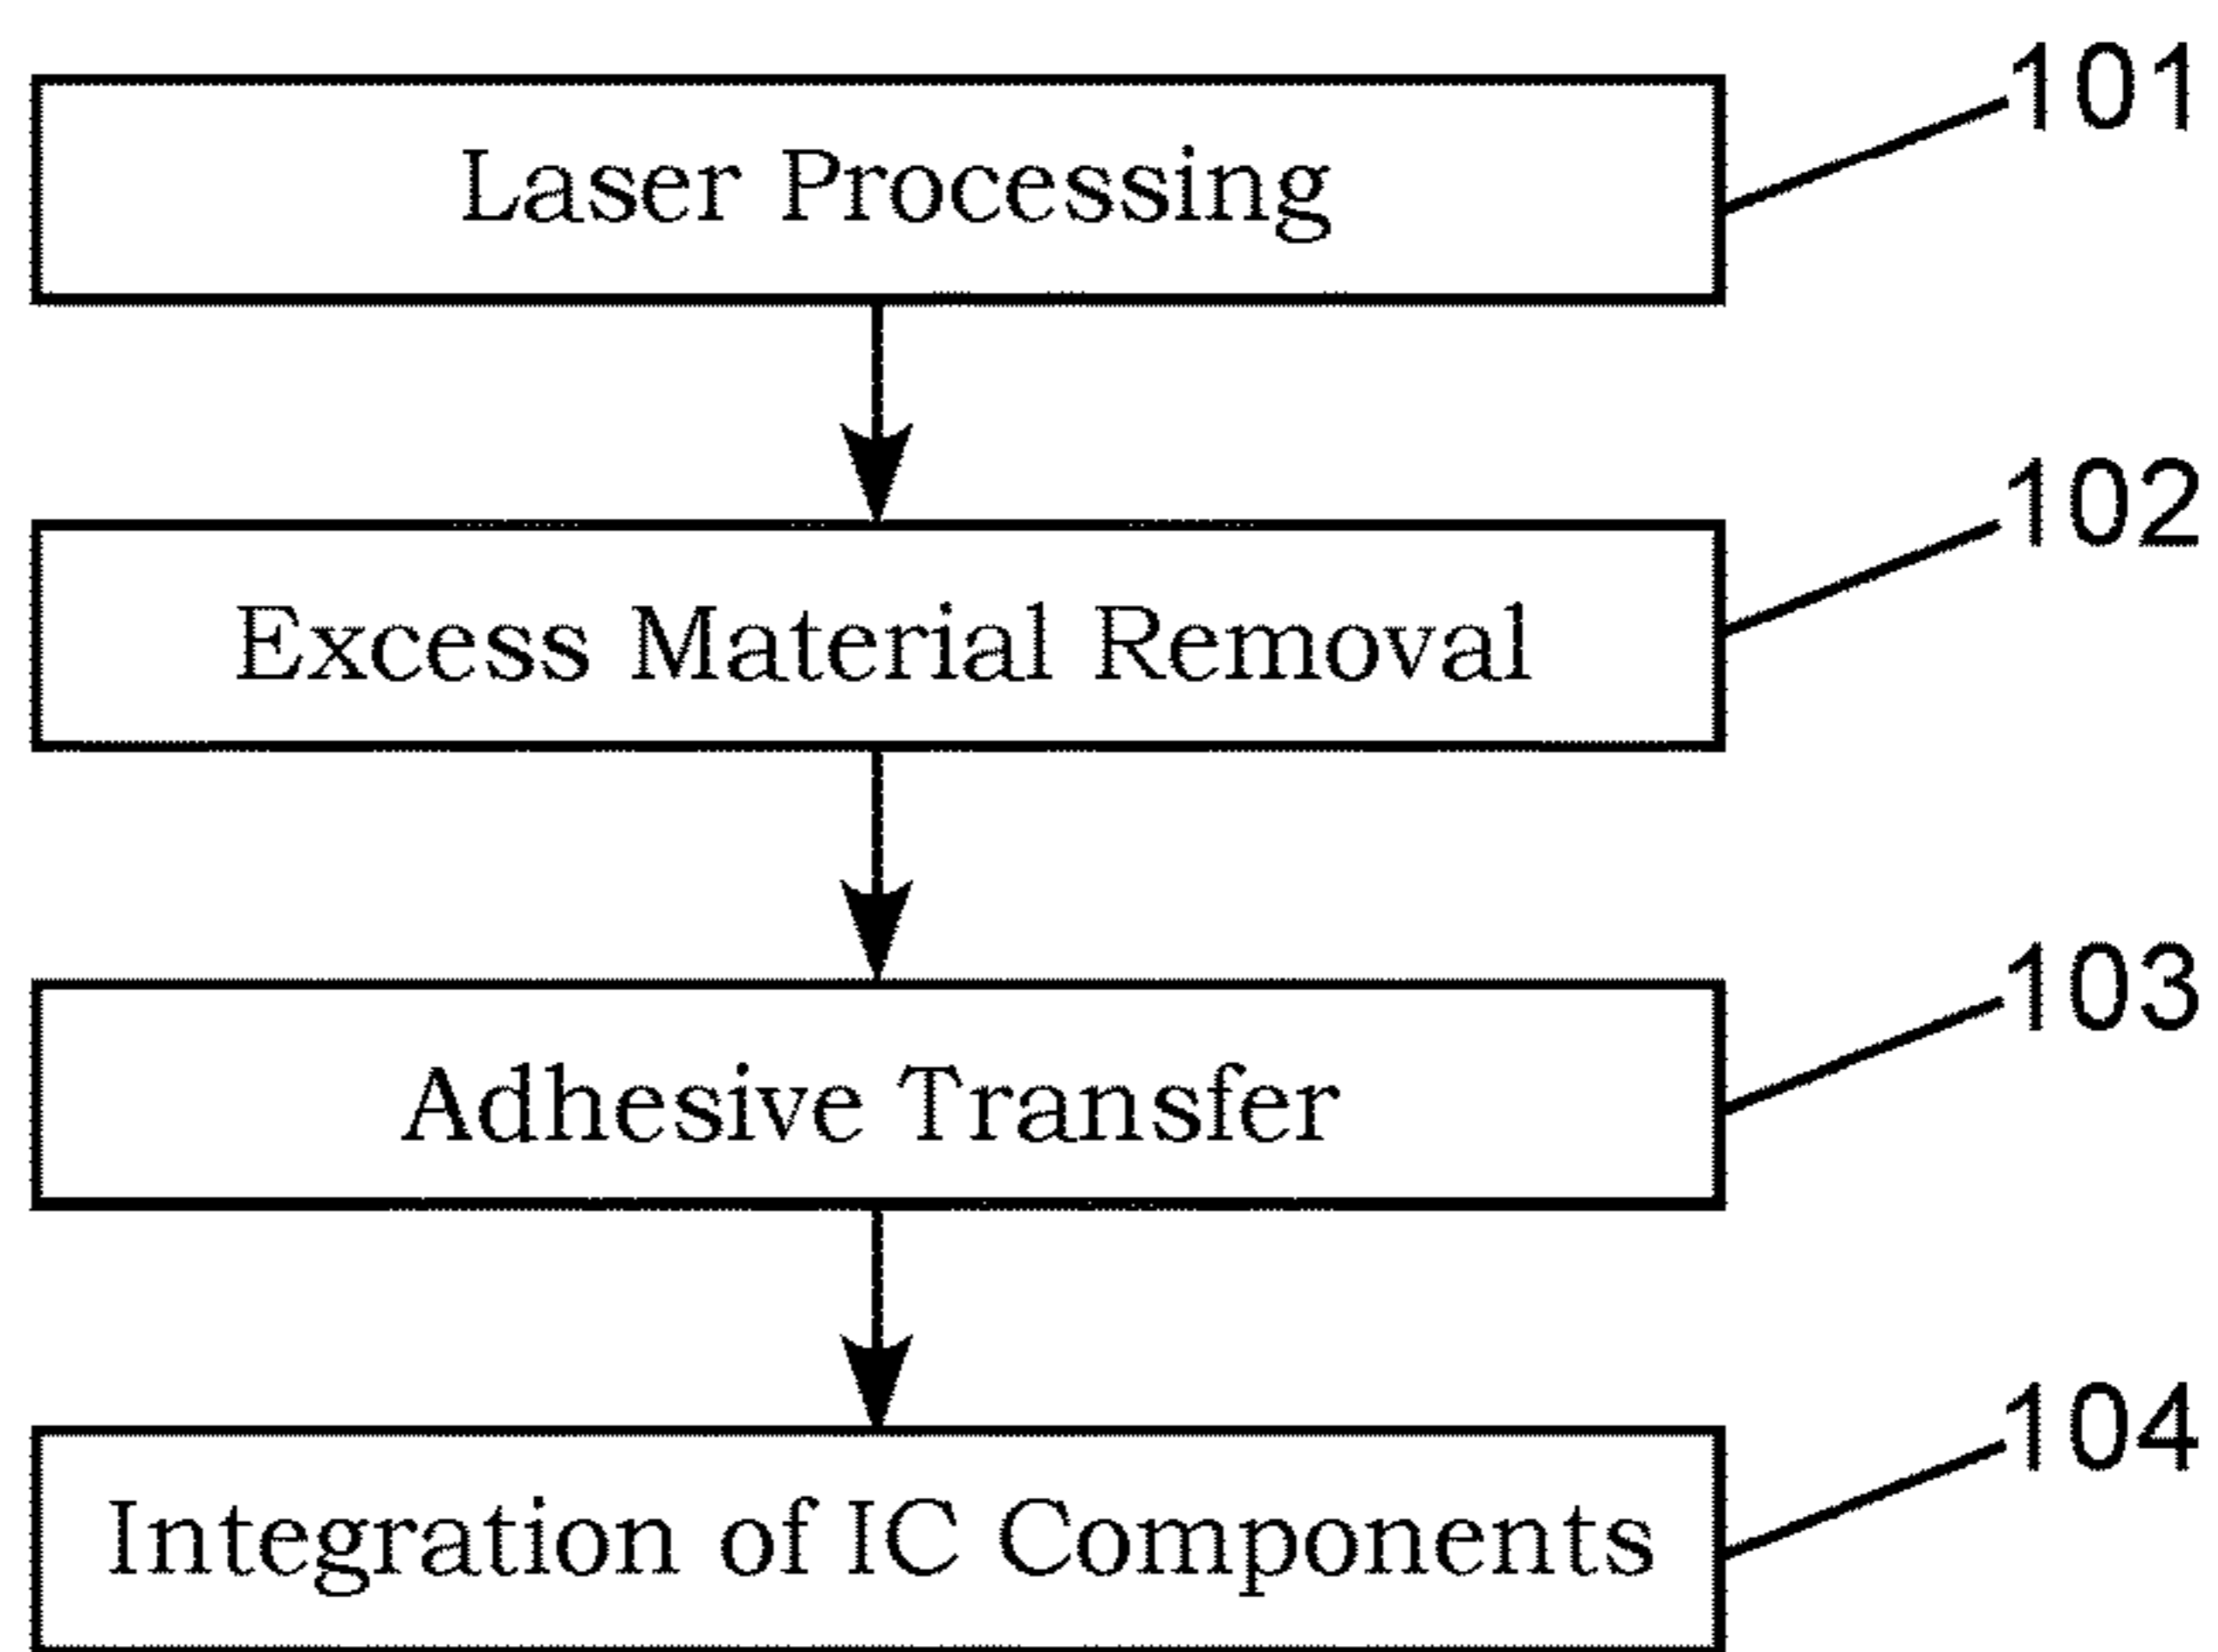 101
Laser Processing
102
Excess Material Removal
103
Adhesive Transfer
104
Integration of IC Components